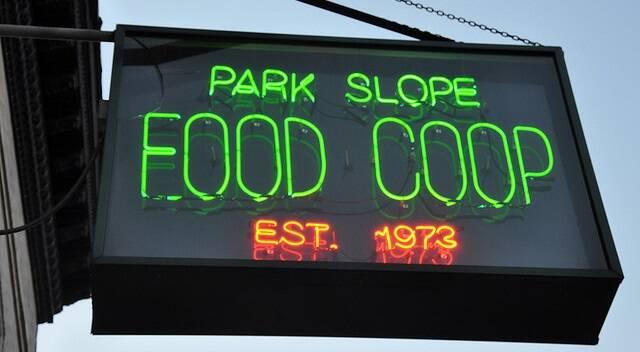 PARK SLOPE
FOOD COOP
EST. 1973